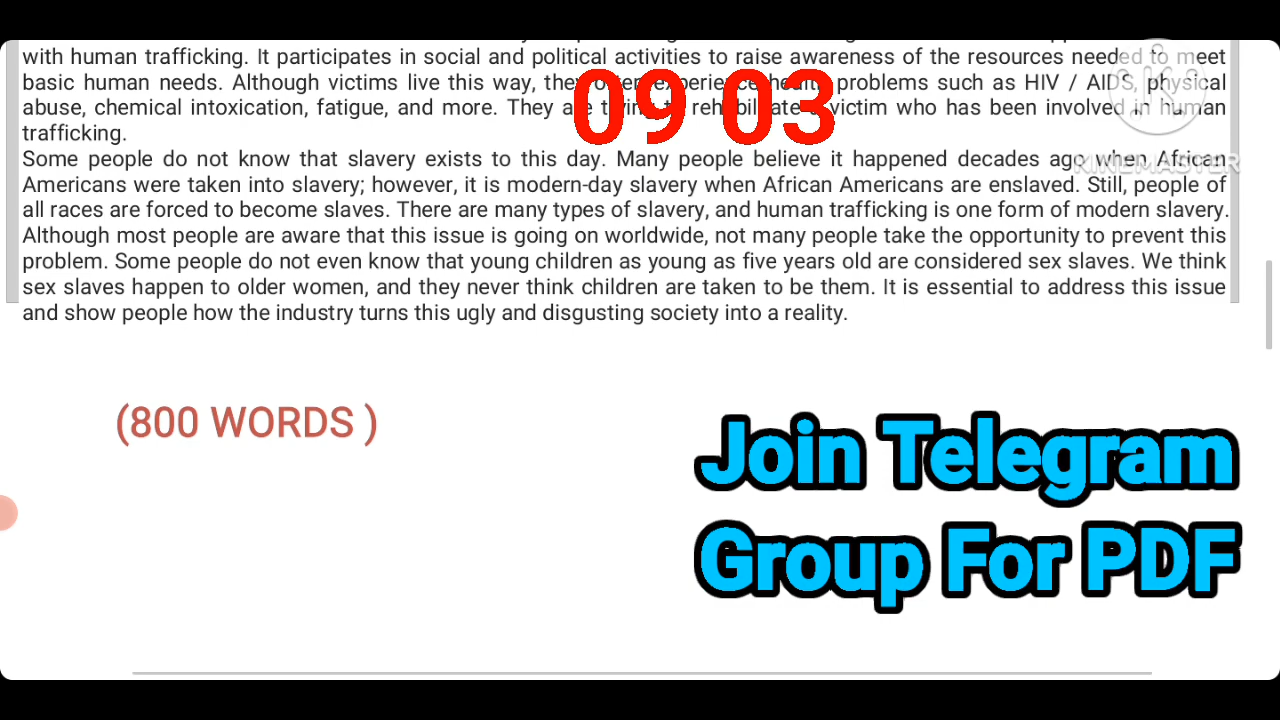 with human trafficking. It participates in social and political activities to raise awareness of the resources needed to meet
basic human needs. Although victims live this way, they often experience health problems such as HIV / AIDS, physical
abuse, chemical intoxication, fatigue, and more. They are trying to rehabilitate victim who has been involved in human
trafficking.
Some people do not know that slavery exists to this day. Many people believe it happened decades ago when African
Americans were taken into slavery; however, it is modern-day slavery when African Americans are enslaved. Still, people of
all races are forced to become slaves. There are many types of slavery, and human trafficking is one form of modern slavery.
Although most people are aware that this issue is going on worldwide, not many people take the opportunity to prevent this
problem. Some people do not even know that young children as young as five years old are considered sex slaves. We think
sex slaves happen to older women, and they never think children are taken to be them. It is essential to address this issue
and show people how the industry turns this ugly and disgusting society into a reality.
09 03
KINEMASTER
(800 WORDS )
Join Telegram
Group For PDF